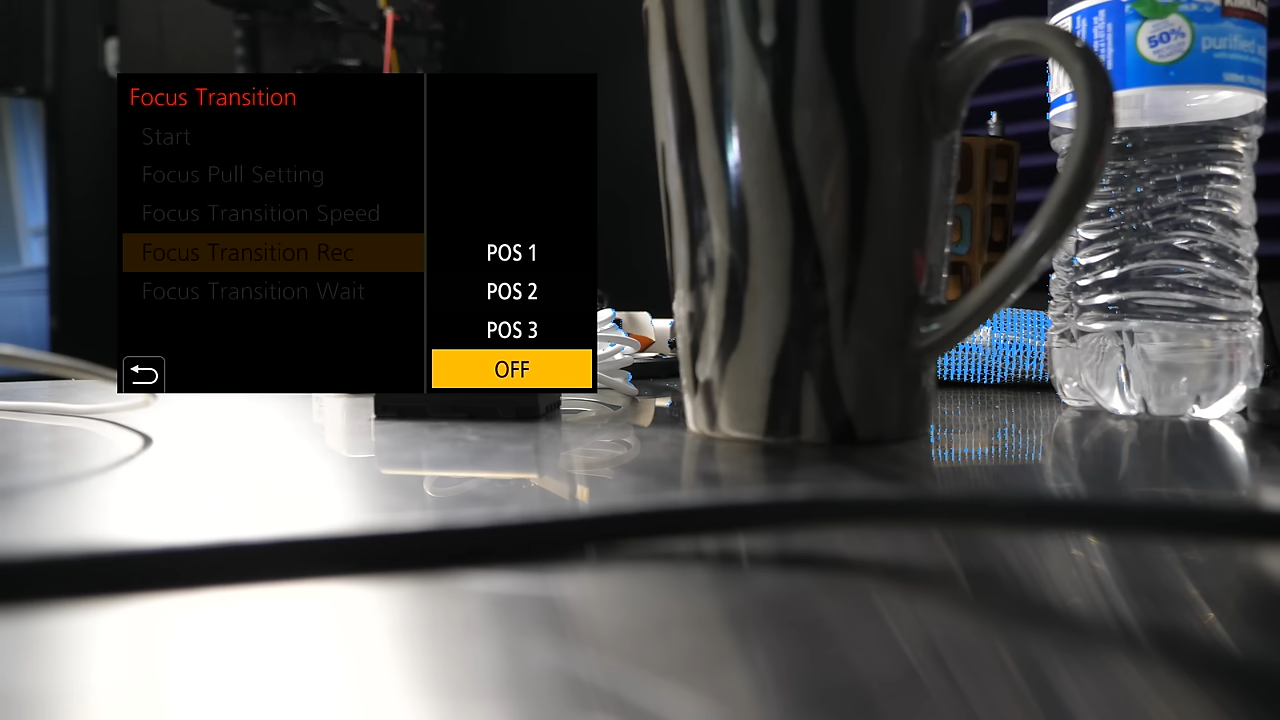 Focus Transition
Start
Focus Pull Setting
Focus Transition Speed
Focus Transition Rec
Focus Transition Wait
POS 1
POS 2
POS 3
OFF
KIRKLAND
50%
purified